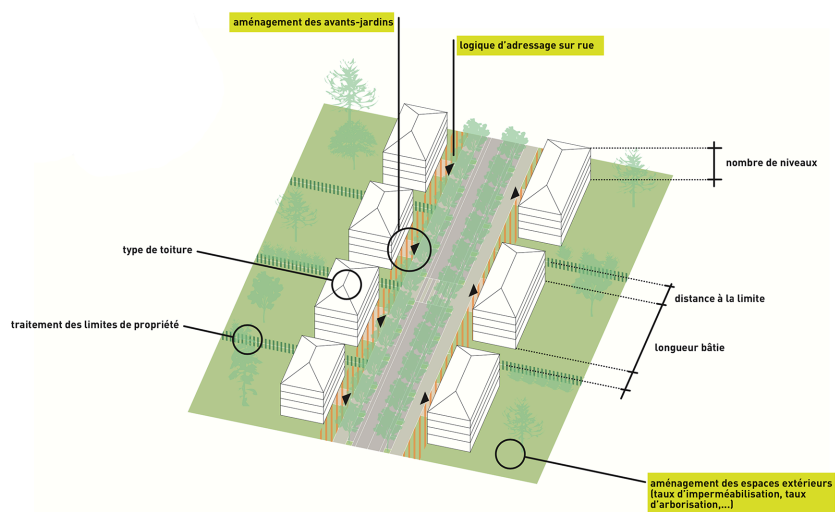 aménagement des avants-jardins
logique d'adressage sur rue
nombre de niveaux
type de toiture
distance à la limite
traitement des limites de propriété
longueur bâtie
aménagement des espaces extérieurs
(taux d'imperméabilisation, taux
d'arborisation,...)